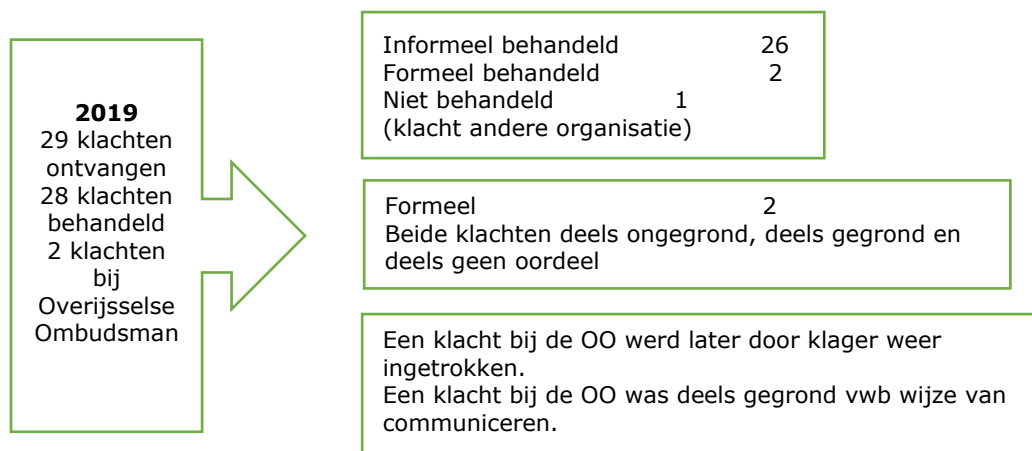 2019
29 klachten
ontvangen
28 klachten
behandeld
2 klachten
bij
Overijsselse
Ombudsman
Informeel behandeld 26
Formeel behandeld 2
Niet behandeld 1
(klacht andere organisatie)
Formeel 2
Beide klachten deels ongegrond, deels gegrond en
deels geen oordeel
Een klacht bij de OO werd later door klager weer
ingetrokken.
Een klacht bij de OO was deels gegrond vwb wijze van
communiceren.